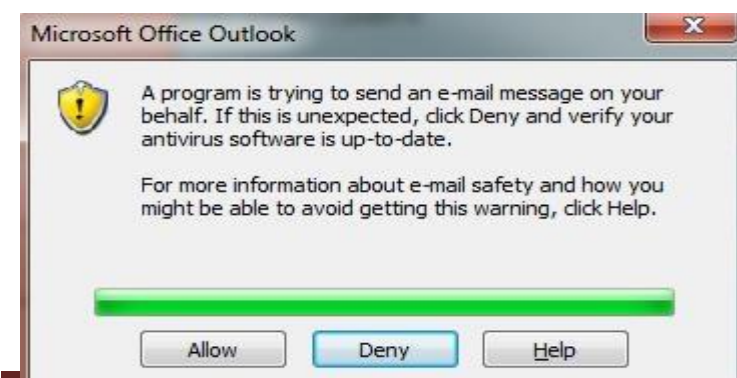 Microsoft Office Outlook
A program is trying to send an e-mail message on your
behalf. If this is unexpected, click Deny and verify your
antivirus software is up-to-date.
For more information about e-mail safety and how you
might be able to avoid getting this warning, click Help.
Allow Deny Help